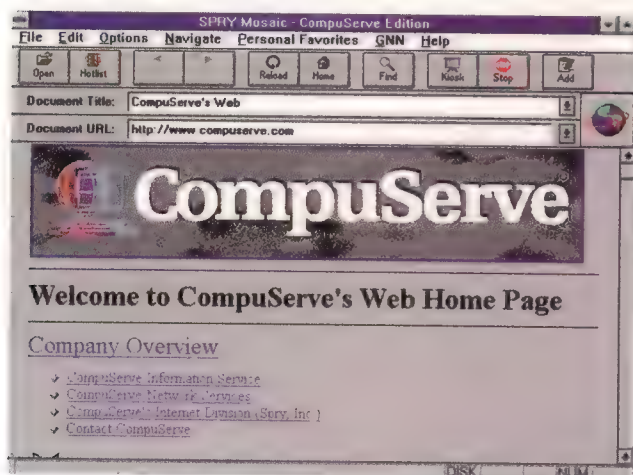 SPRY Mosaic - CompuServe Edition
File Edit Options Navigate Personal Favorites GNN Help
Open Hotlist Reload Home Find Kiosk Stop Add
Document Title: CompuServe's Web
Document URL: http://www.compuserve.com
CompuServe
Welcome to CompuServe's Web Home Page
Company Overview
CompuServe Information Service
CompuServe Network Services
CompuServe's Internet Division (Spry, Inc.)
Contact CompuServe
DISK NUM